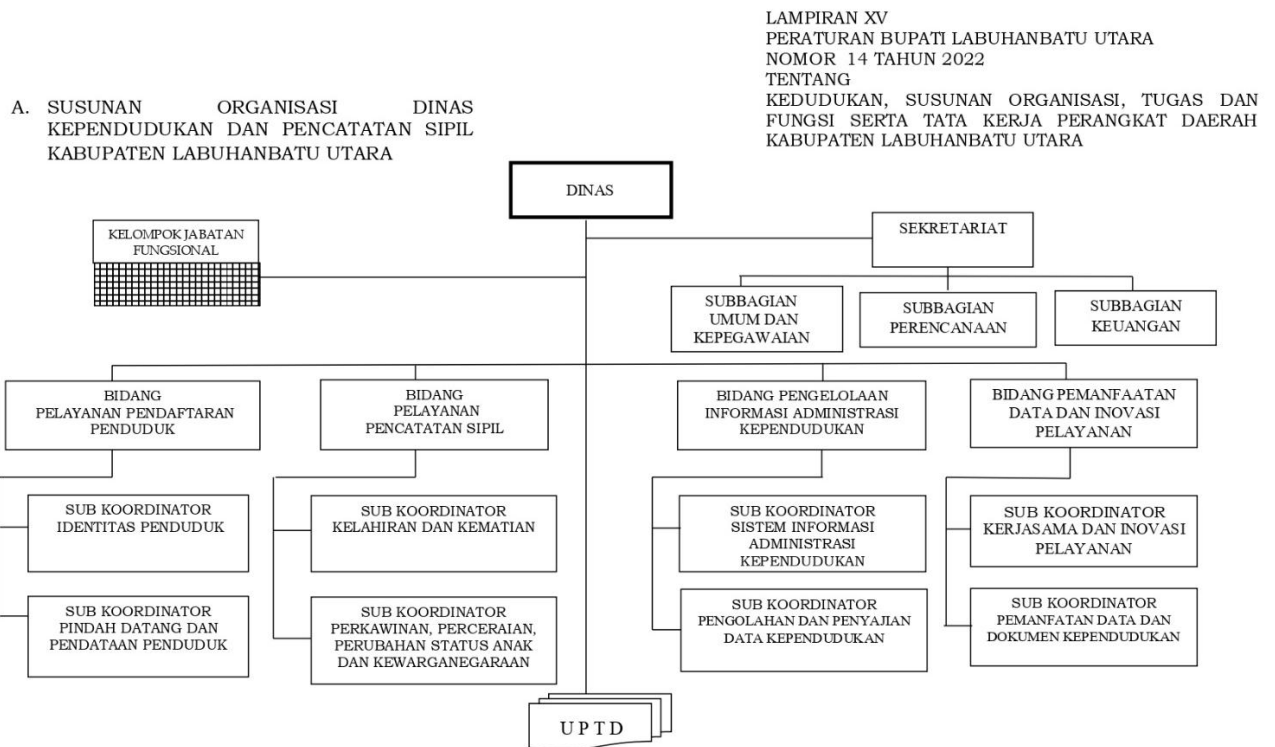 LAMPIRAN XV
PERATURAN BUPATI LABUHANBATU UTARA
NOMOR 14 TAHUN 2022
TENTANG
KEDUDUKAN, SUSUNAN ORGANISASI, TUGAS DAN
FUNGSI SERTA TATA KERJA PERANGKAT DAERAH
KABUPATEN LABUHANBATU UTARA
A. SUSUNAN ORGANISASI DINAS
KEPENDUDUKAN DAN PENCATATAN SIPIL
KABUPATEN LABUHANBATU UTARA
DINAS
KELOMPOK JABATAN
FUNGSIONAL
SEKRETARIAT
SUBBAGIAN
UMUM DAN
KEPEGAWAIAN
SUBBAGIAN
PERENCANAAN
SUBBAGIAN
KEUANGAN
BIDANG
PELAYANAN PENDAFTARAN
PENDUDUK
BIDANG
PELAYANAN
PENCATATAN SIPIL
BIDANG PENGELOLAAN
INFORMASI ADMINISTRASI
KEPENDUDUKAN
BIDANG PEMANFAATAN
DATA DAN INOVASI
PELAYANAN
SUB KOORDINATOR
IDENTITAS PENDUDUK
SUB KOORDINATOR
KELAHIRAN DAN KEMATIAN
SUB KOORDINATOR
SISTEM INFORMASI
ADMINISTRASI
KEPENDUDUKAN
SUB KOORDINATOR
KERJASAMA DAN INOVASI
PELAYANAN
SUB KOORDINATOR
PINDAH DATANG DAN
PENDATAAN PENDUDUK
SUB KOORDINATOR
PERKAWINAN, PERCERAIAN,
PERUBAHAN STATUS ANAK
DAN KEWARGANEGARAAN
SUB KOORDINATOR
PENGOLAHAN DAN PENYAJIAN
DATA KEPENDUDUKAN
SUB KOORDINATOR
PEMANFATAN DATA DAN
DOKUMEN KEPENDUDUKAN
U P T D